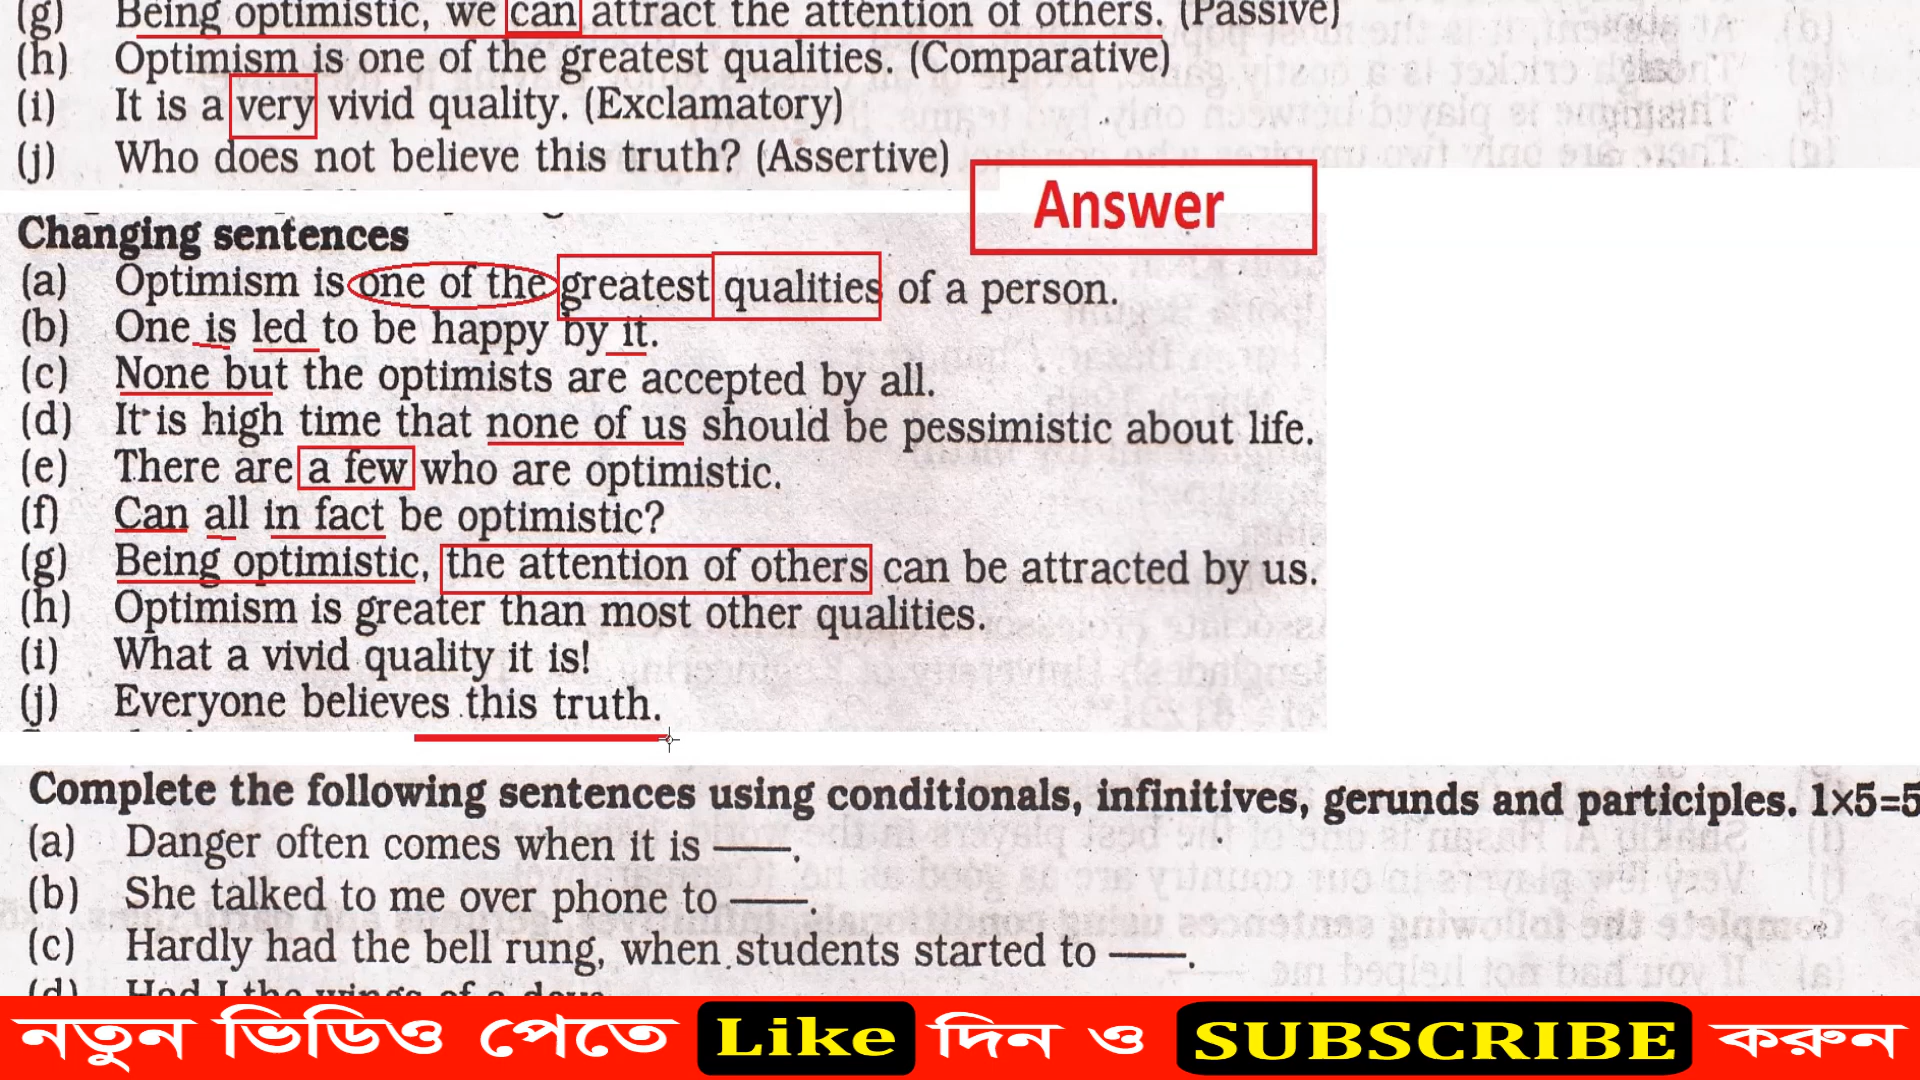 (g) Being optimistic, we can attract the attention of others. (Passive)
(h) Optimism is one of the greatest qualities. (Comparative)
(i) It is a very vivid quality. (Exclamatory)
(j) Who does not believe this truth? (Assertive)
Answer
Changing sentences
(a) Optimism is one of the greatest qualities of a person.
(b) One is led to be happy by it.
(c) None but the optimists are accepted by all.
(d) It is high time that none of us should be pessimistic about life.
(e) There are a few who are optimistic.
(f) Can all in fact be optimistic?
(g) Being optimistic, the attention of others can be attracted by us.
(h) Optimism is greater than most other qualities.
(i) What a vivid quality it is!
(j) Everyone believes this truth.
Complete the following sentences using conditionals, infinitives, gerunds and participles. 1×5=5
(a) Danger often comes when it is ——.
(b) She talked to me over phone to ——.
(c) Hardly had the bell rung, when students started to ——.
(d) Had I the wings of a dove
নতুন ভিডিও পেতে Like দিন ও SUBSCRIBE করুন